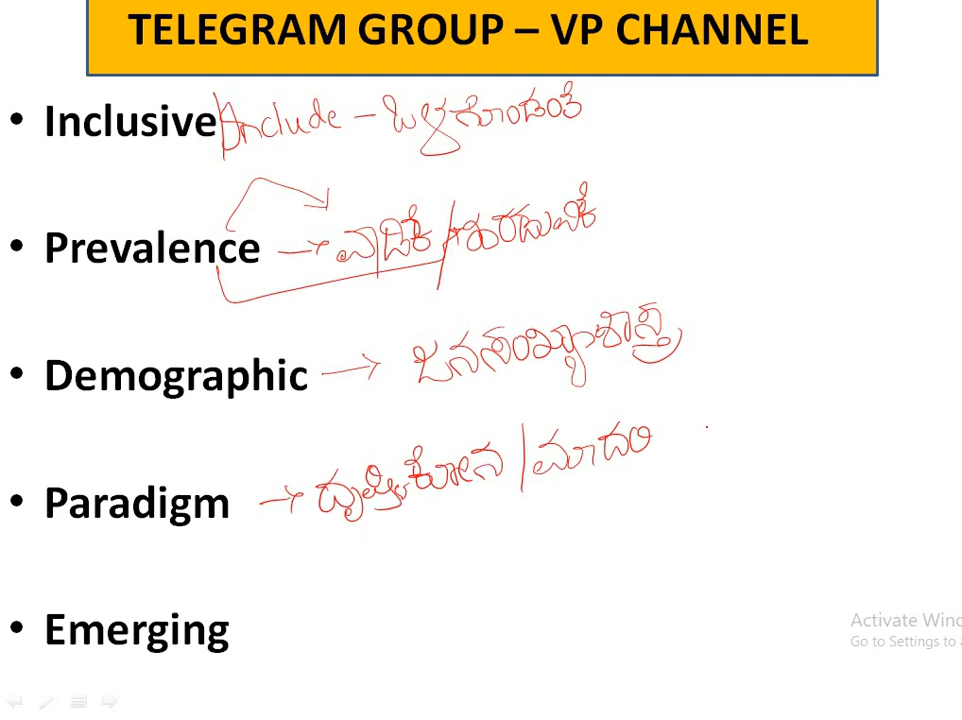 TELEGRAM GROUP – VP CHANNEL
• Inclusive Include – ಒಳಗೊಂಡಂತೆ
• Prevalence → ವಾಡಿಕೆ / ಹರಡುವಿಕೆ
• Demographic → ಜನಸಂಖ್ಯಾಶಾಸ್ತ್ರ
• Paradigm → ದೃಷ್ಟಿಕೋನ / ಮಾದರಿ
• Emerging
Activate Win
Go to Settings to